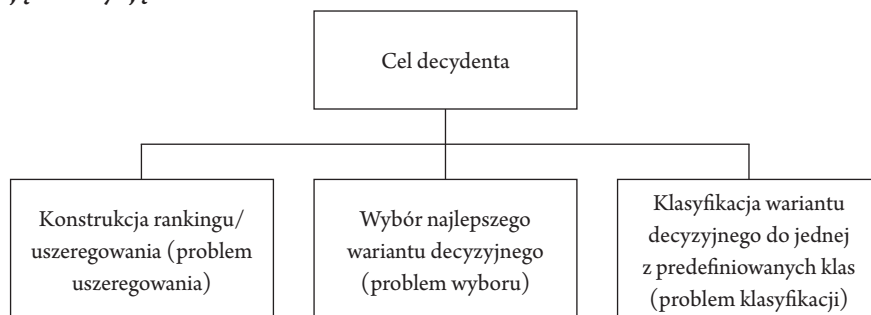 Cel decydenta
Konstrukcja rankingu/
uszeregowania (problem
uszeregowania)
Wybór najlepszego
wariantu decyzyjnego
(problem wyboru)
Klasyfikacja wariantu
decyzyjnego do jednej
z predefiniowanych klas
(problem klasyfikacji)